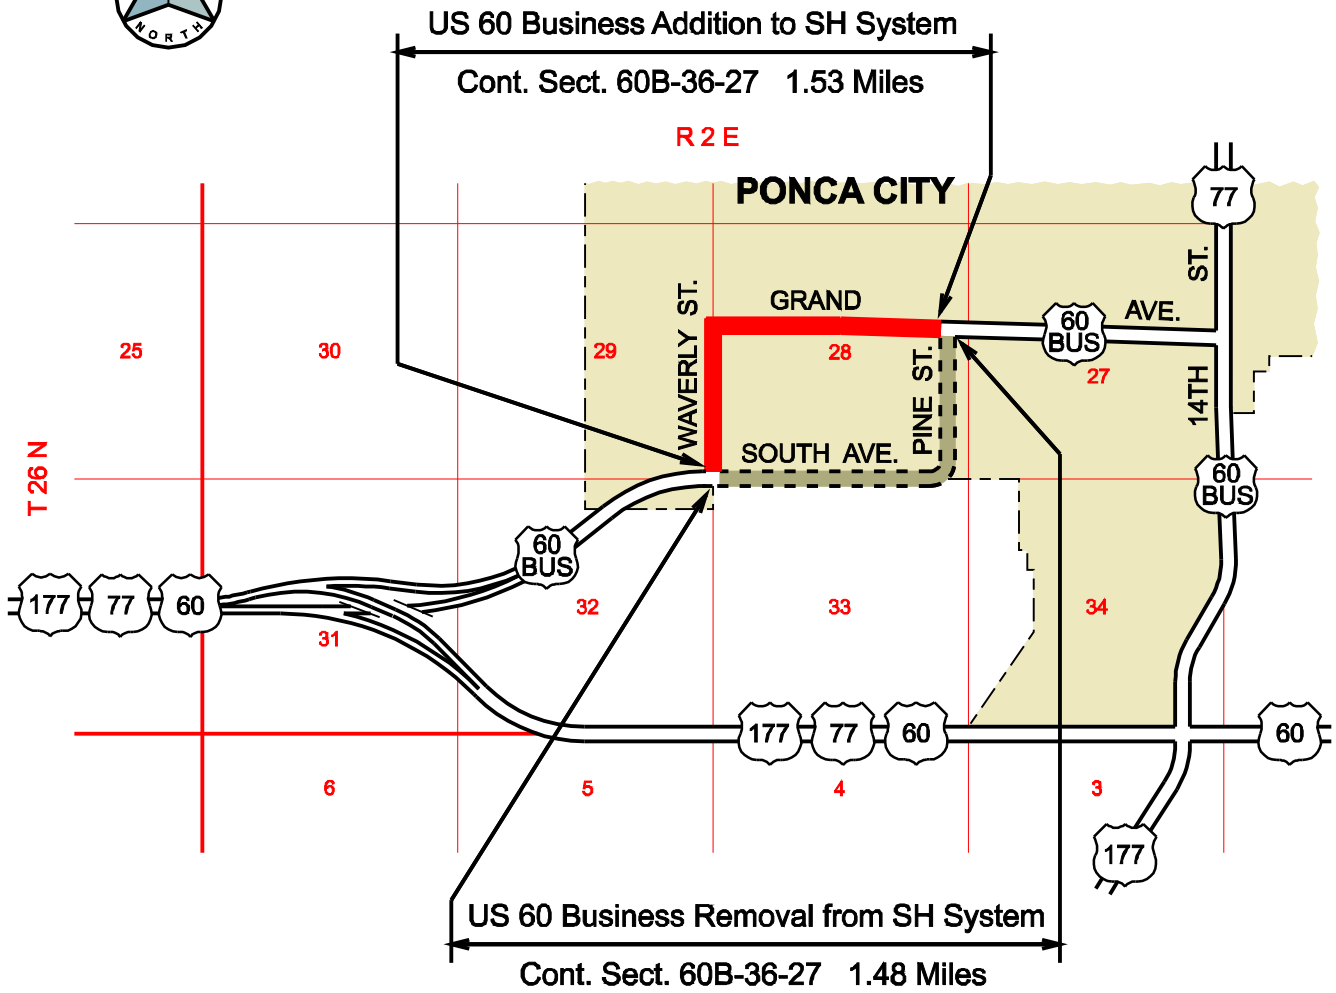 NORTH
US 60 Business Addition to SH System
Cont. Sect. 60B-36-27 1.53 Miles
R 2 E
PONCA CITY
77
ST.
WAVERLY ST.
GRAND
AVE.
60
BUS
25
30
29
28
27
PINE ST.
14TH
T 26 N
SOUTH AVE.
60
BUS
60
BUS
177
77
60
31
32
33
34
177
77
60
60
6
5
4
3
177
US 60 Business Removal from SH System
Cont. Sect. 60B-36-27 1.48 Miles